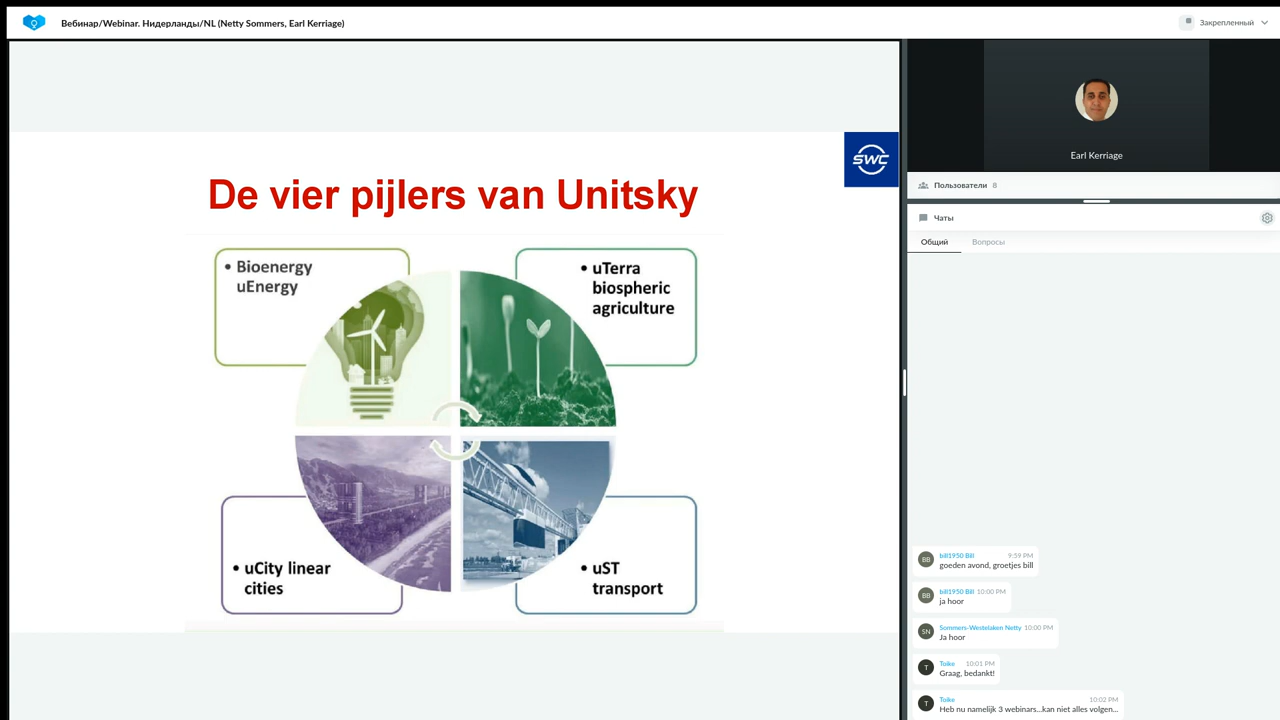 Вебинар/Webinar. Нидерланды/NL (Netty Sommers, Earl Kerriage)
Закрепленный
SWC
De vier pijlers van Unitsky
• Bioenergy
uEnergy
• uTerra
biospheric
agriculture
• uCity linear
cities
• uST
transport
Earl Kerriage
Пользователи 8
Чаты
Общий Вопросы
BB
bill1950 Bill 9:59 PM
goeden avond, groetjes bill
BB
bill1950 Bill 10:00 PM
ja hoor
SN
Sommers-Westelaken Netty 10:00 PM
Ja hoor
T
Toike 10:01 PM
Graag, bedankt!
T
Toike 10:02 PM
Heb nu namelijk 3 webinars...kan niet alles volgen...